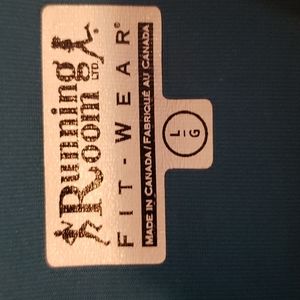 Running
Room LTD.
FIT-WEAR®
MADE IN CANADA / FABRIQUÉ AU CANADA
L-G